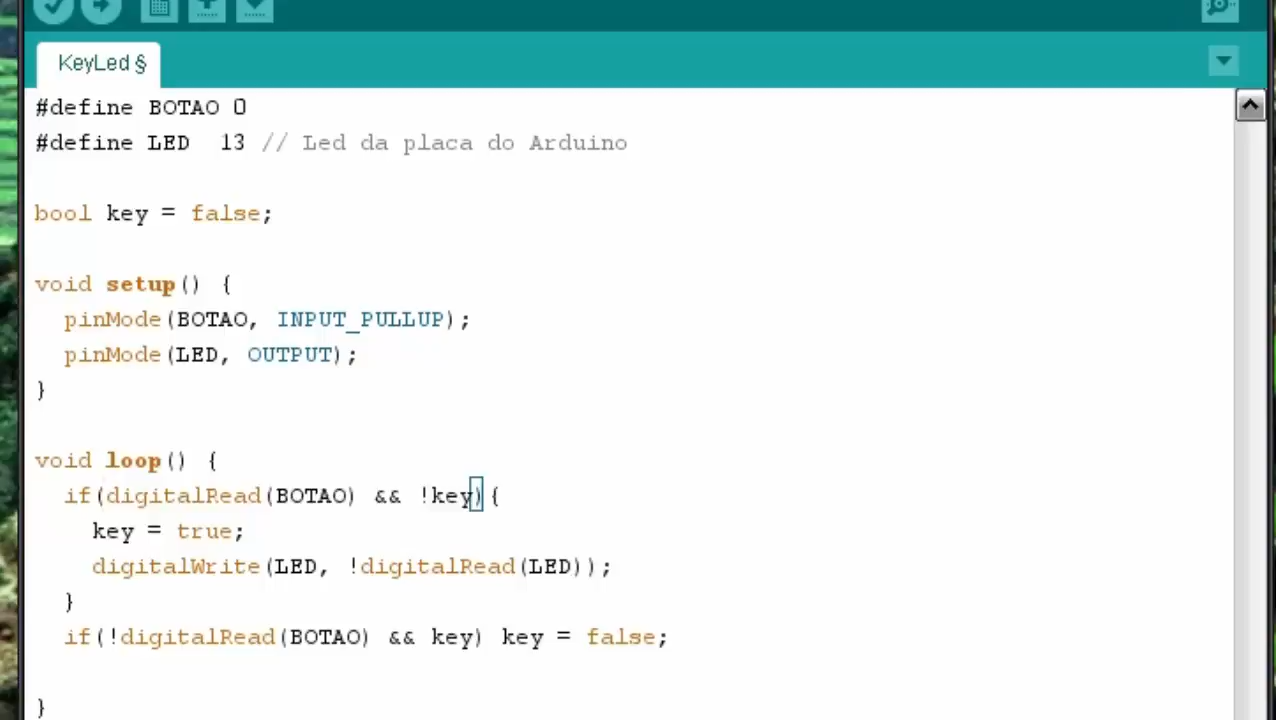 KeyLed §
#define BOTAO 0
#define LED  13 // Led da placa do Arduino
bool key = false;
void setup() {
  pinMode(BOTAO, INPUT_PULLUP);
  pinMode(LED, OUTPUT);
}
void loop() {
  if(digitalRead(BOTAO) && !key){
    key = true;
    digitalWrite(LED, !digitalRead(LED));
  }
  if(!digitalRead(BOTAO) && key) key = false;
}